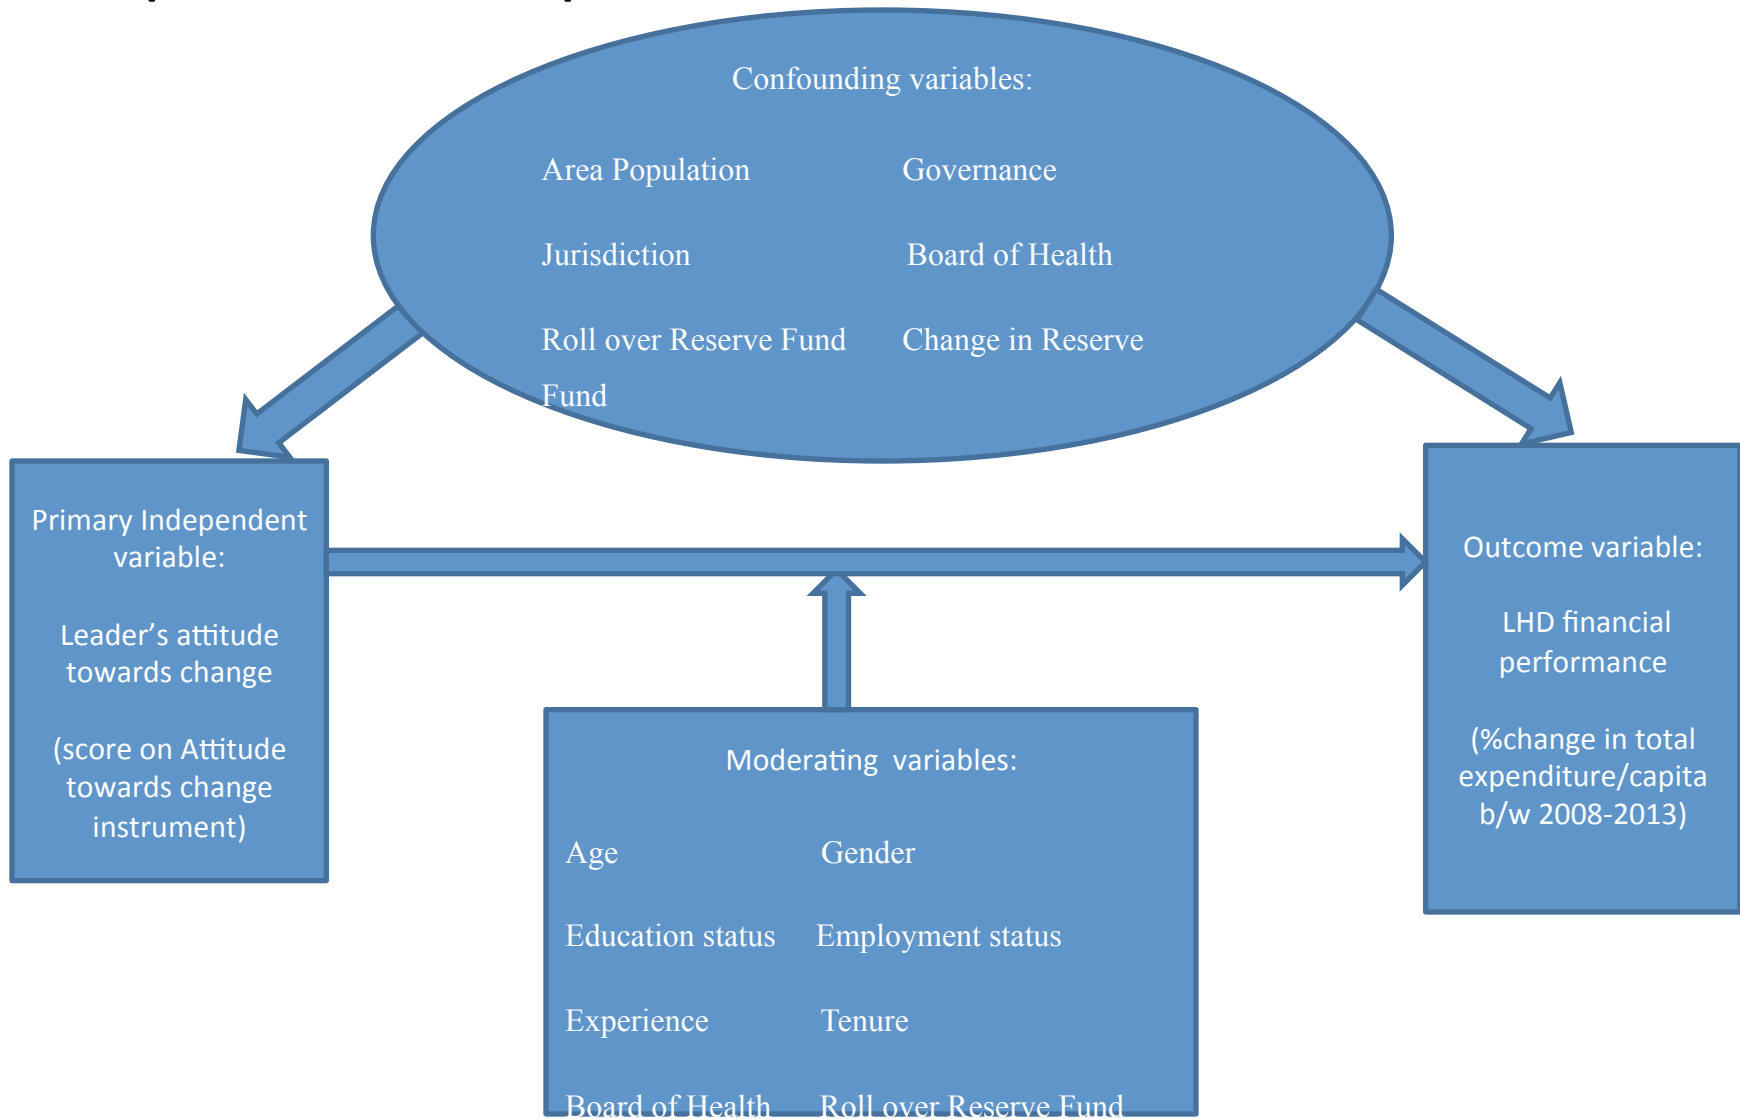 Confounding variables:
Area Population Governance
Jurisdiction Board of Health
Roll over Reserve Fund Change in Reserve
Fund
Primary Independent
variable:
Leader's attitude
towards change
(score on Attitude
towards change
instrument)
Outcome variable:
LHD financial
performance
(%change in total
expenditure/capita
b/w 2008-2013)
Moderating variables:
Age Gender
Education status Employment status
Experience Tenure
Board of Health Roll over Reserve Fund